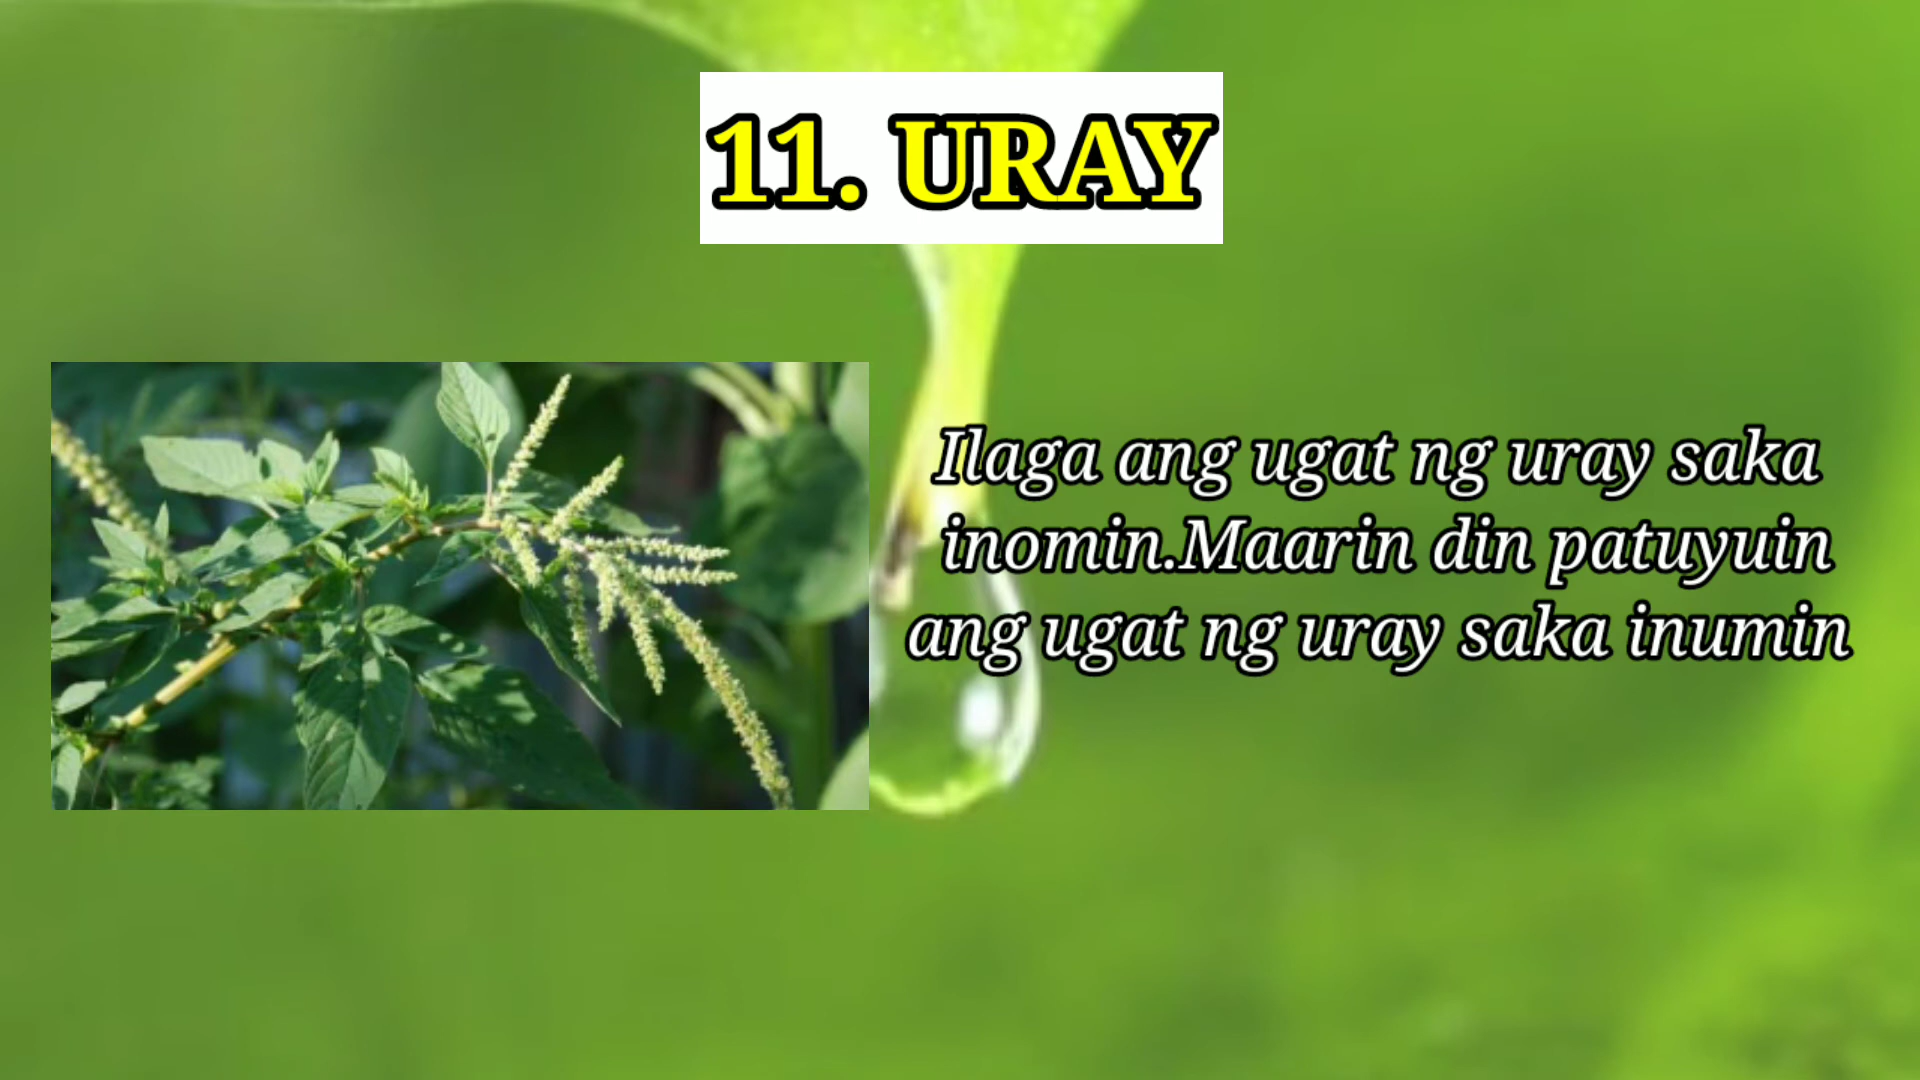 11. URAY
Ilaga ang ugat ng uray saka
inomin.Maarin din patuyuin
ang ugat ng uray saka inumin